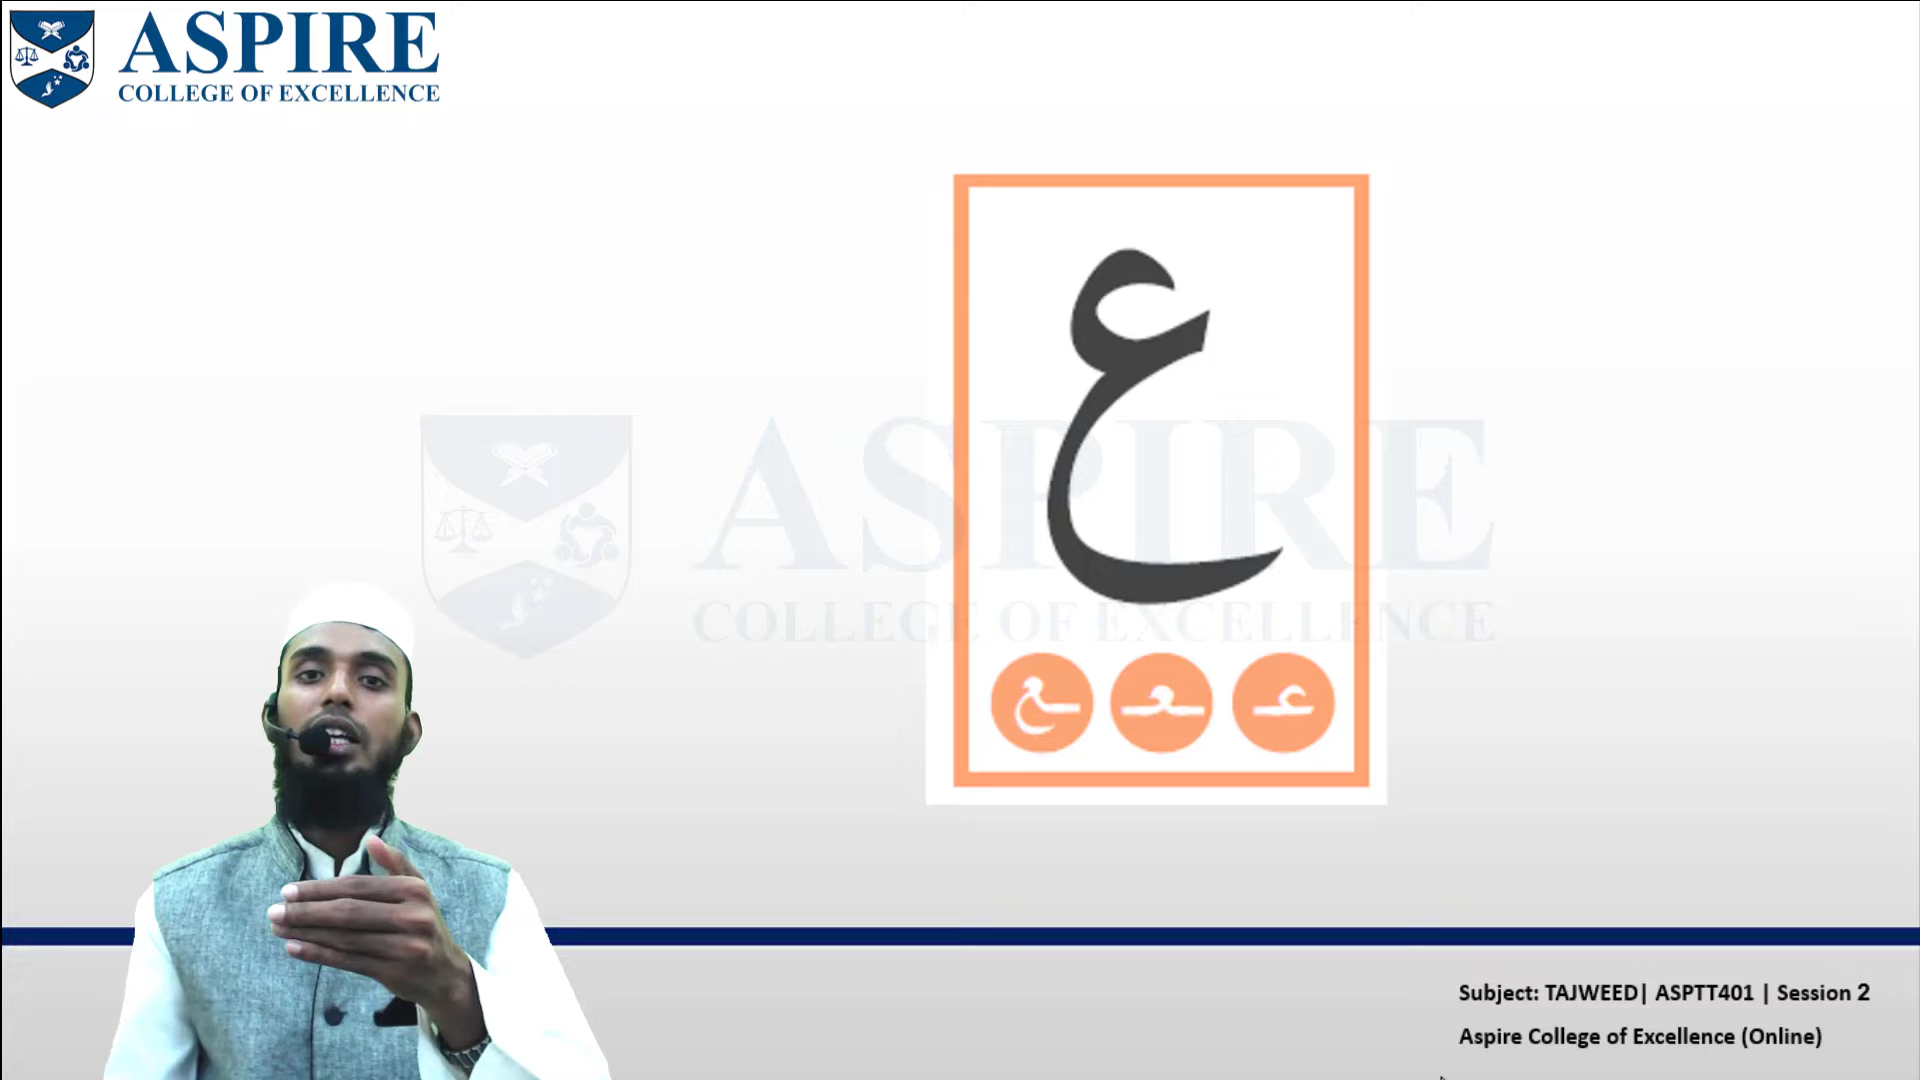 ASPIRE
COLLEGE OF EXCELLENCE
ع
ـع ـعـ عـ
ASPIRE
COLLEGE OF EXCELLENCE
Subject: TAJWEED| ASPTT401 | Session 2
Aspire College of Excellence (Online)